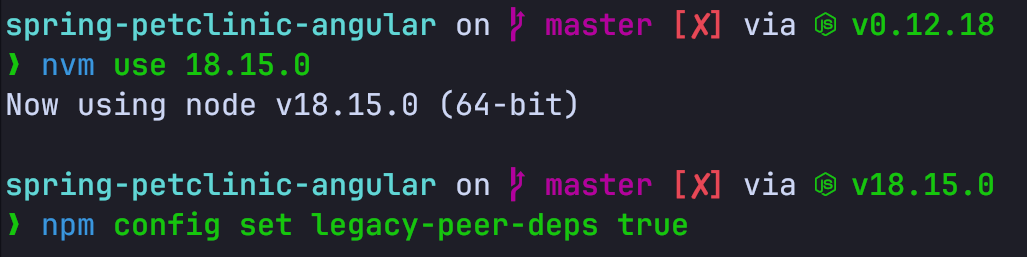 spring-petclinic-angular on master [✗] via JS v0.12.18
❱ nvm use 18.15.0
Now using node v18.15.0 (64-bit)
spring-petclinic-angular on master [✗] via JS v18.15.0
❱ npm config set legacy-peer-deps true